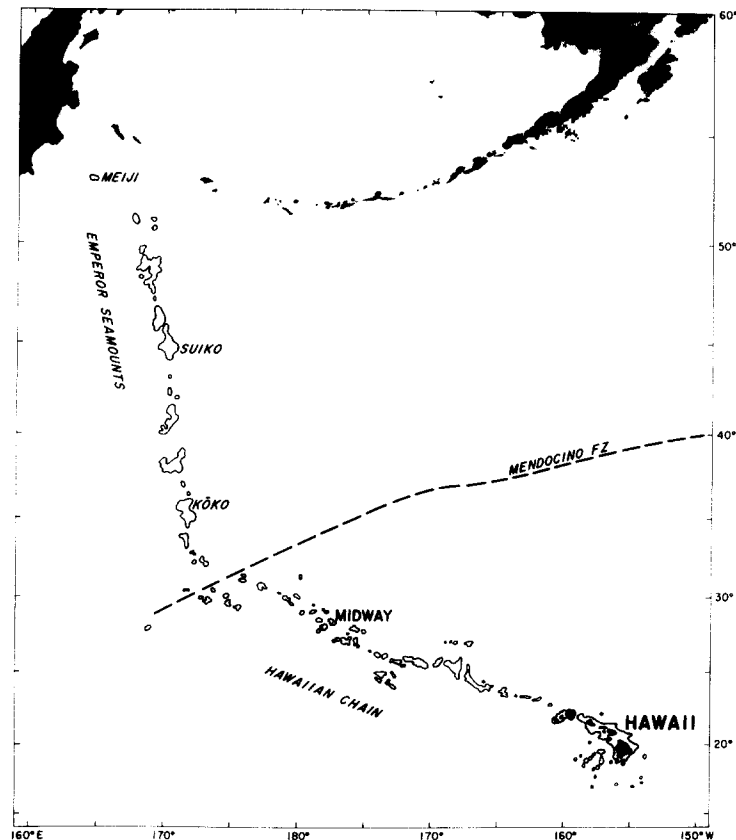 60°
MEIJI
50°
EMPEROR SEAMOUNTS
SUIKO
40°
MENDOCINO FZ
KŌKO
30°
MIDWAY
HAWAIIAN CHAIN
HAWAII
20°
160°E 170° 180° 170° 160° 150°W